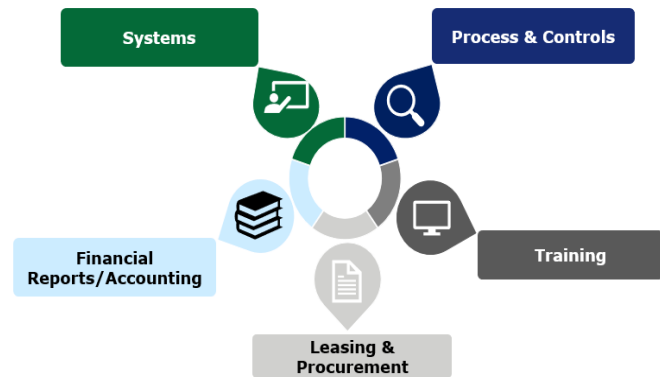 Systems
Process & Controls
Financial
Reports/Accounting
Training
Leasing &
Procurement